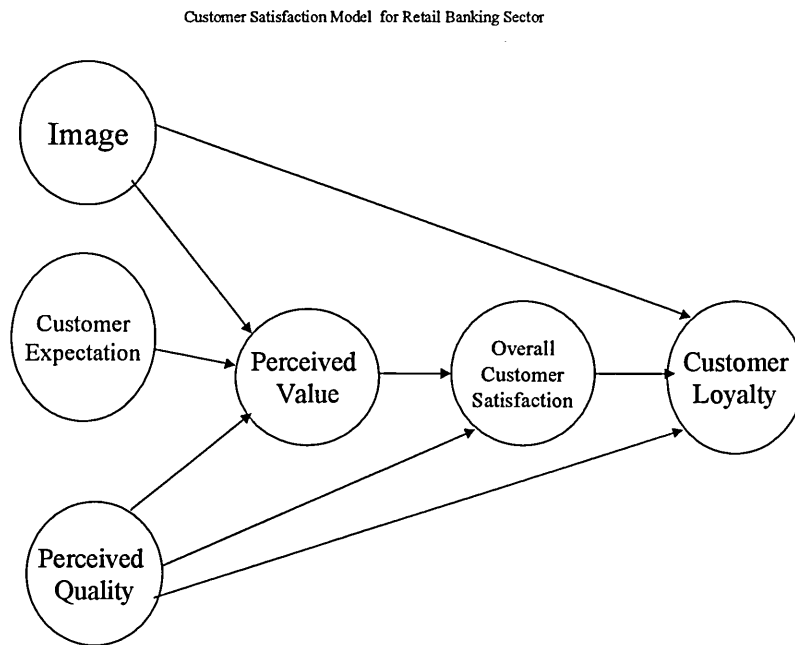 Customer Satisfaction Model for Retail Banking Sector
Image
Customer
Expectation
Perceived
Value
Overall
Customer
Satisfaction
Customer
Loyalty
Perceived
Quality